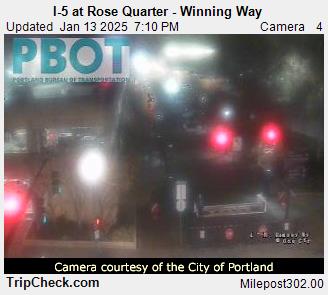 I-5 at Rose Quarter - Winning Way
Updated Jan 13 2025 7:10 PM Camera 4
PBOT
PORTLAND BUREAU OF TRANSPORTATION
Camera courtesy of the City of Portland
TripCheck.com Milepost302.00